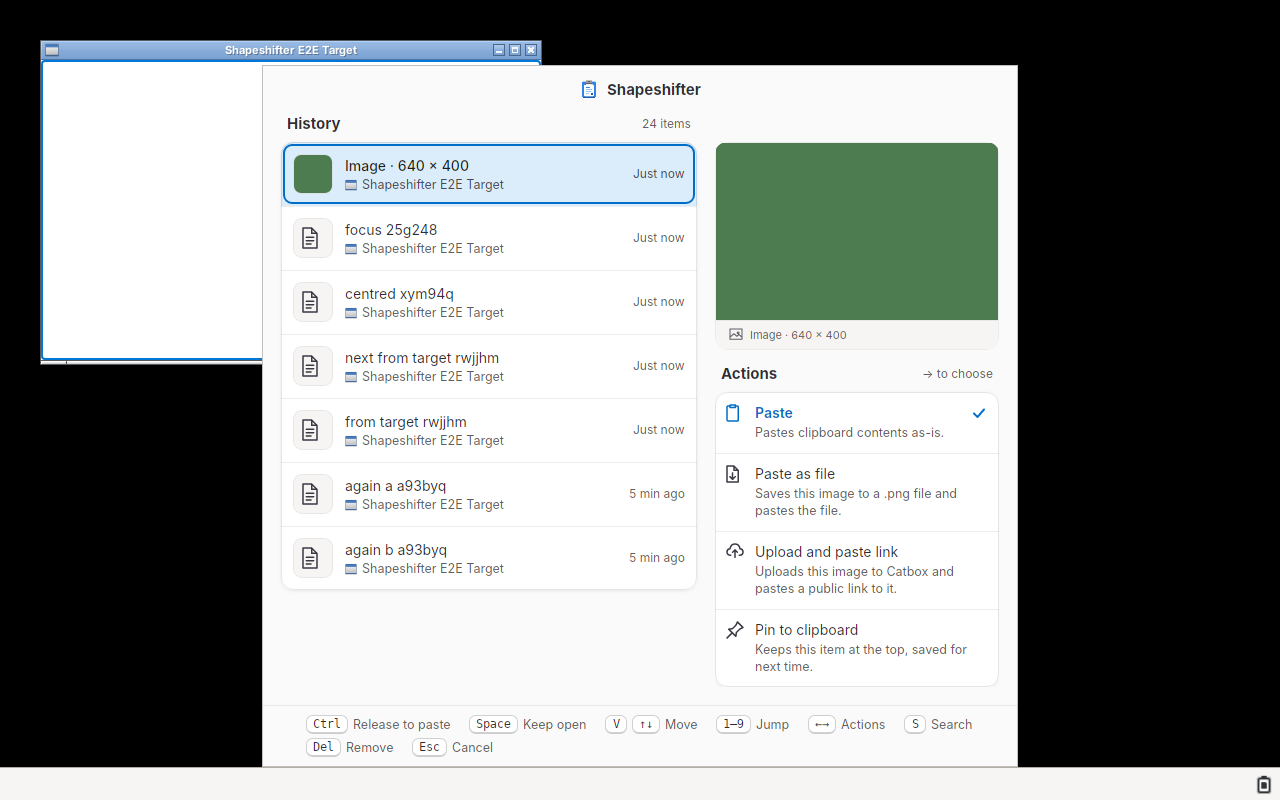 Shapeshifter E2E Target
Shapeshifter
History
24 items
Image · 640 × 400
Shapeshifter E2E Target
Just now
focus 25g248
Shapeshifter E2E Target
Just now
centred xym94q
Shapeshifter E2E Target
Just now
next from target rwjjhm
Shapeshifter E2E Target
Just now
from target rwjjhm
Shapeshifter E2E Target
Just now
again a a93byq
Shapeshifter E2E Target
5 min ago
again b a93byq
Shapeshifter E2E Target
5 min ago
Image · 640 × 400
Actions
→ to choose
Paste
Pastes clipboard contents as-is.
Paste as file
Saves this image to a .png file and
pastes the file.
Upload and paste link
Uploads this image to Catbox and
pastes a public link to it.
Pin to clipboard
Keeps this item at the top, saved for
next time.
Ctrl Release to paste Space Keep open V ↑↓ Move 1–9 Jump ←→ Actions S Search
Del Remove Esc Cancel